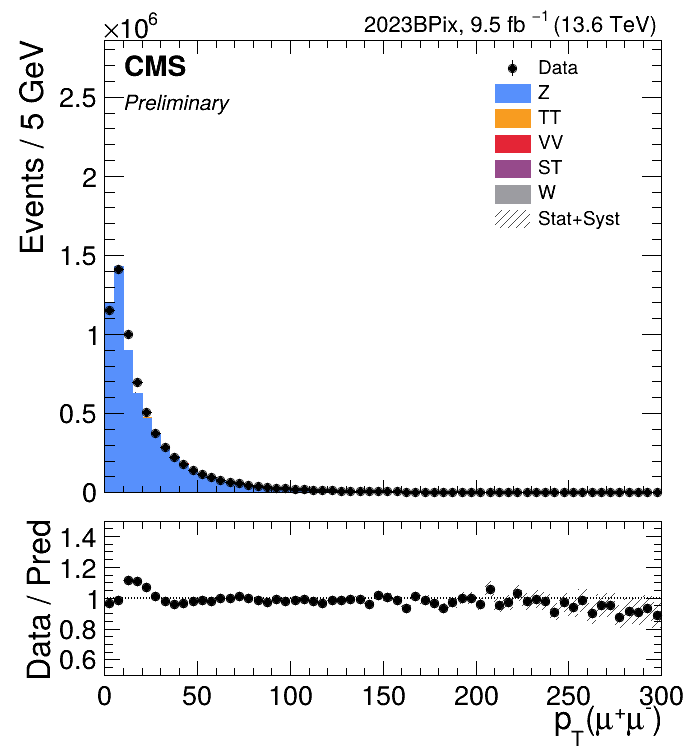 ×10⁶
2023BPix, 9.5 fb ⁻¹ (13.6 TeV)
CMS
Preliminary
Data
Z
TT
VV
ST
W
Stat+Syst
Events / 5 GeV
2.5
2
1.5
1
0.5
0
Data / Pred
1.4
1.2
1
0.8
0.6
0 50 100 150 200 250 300
p_T(μ⁺μ⁻)